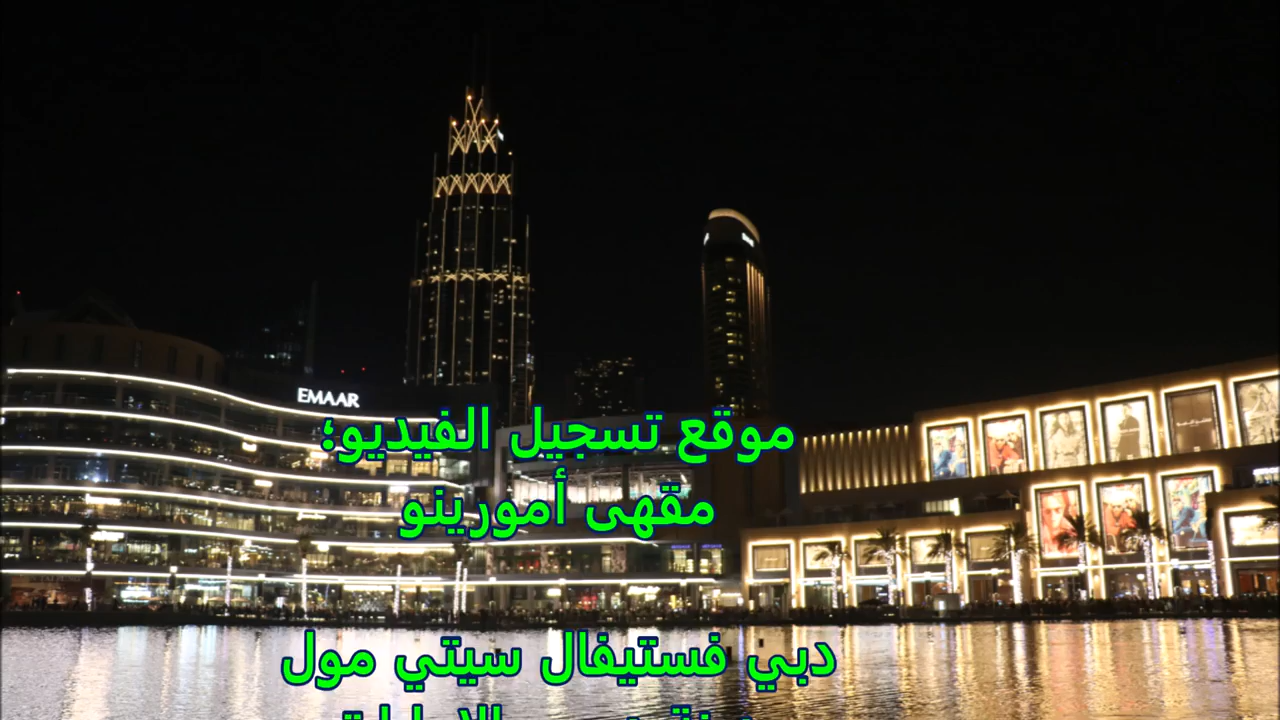 EMAAR
موقع تسجيل الفيديو؛
مقهى أمورينو
دبي فستيفال سيتي مول